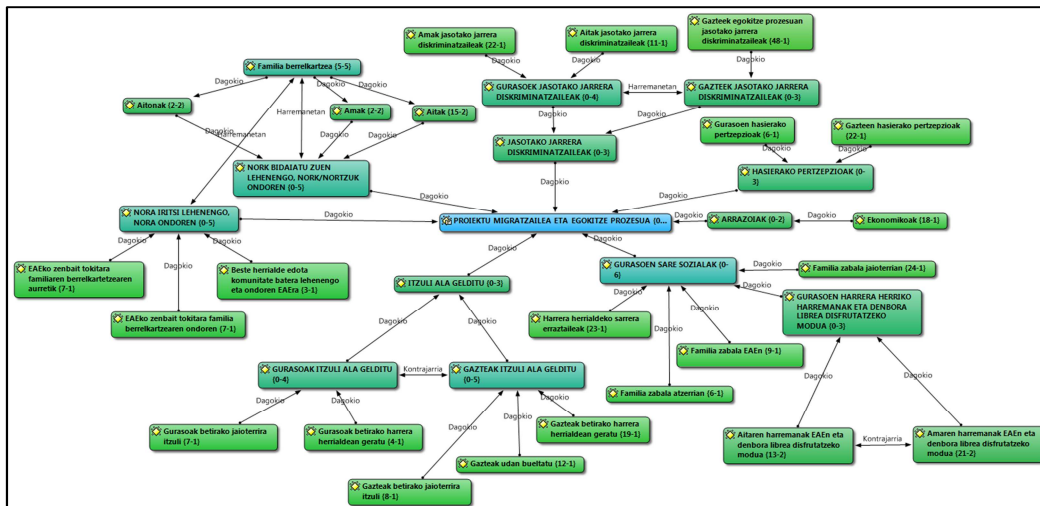 Amak jasotako jarrera
diskriminatzaileak {22-1}
Aitak jasotako jarrera
diskriminatzaileak {11-1}
Gazteek egokitze prozesuan
jasotako jarrera
diskriminatzaileak {48-1}
Dagokio
Dagokio
Dagokio
Familia berrelkartzea {5-5}
Dagokio
Dagokio
Dagokio
GURASOEK JASOTAKO JARRERA
DISKRIMINATZAILEAK {0-4}
Harremanetan
GAZTEEK JASOTAKO JARRERA
DISKRIMINATZAILEAK {0-3}
Aitonak {2-2}
Harremanetan
Amak {2-2}
Aitak {15-2}
Dagokio
Dagokio
Dagokio
Harremanetan
Dagokio
Dagokio
JASOTAKO JARRERA
DISKRIMINATZAILEAK {0-3}
Gurasoen hasierako
pertzepzioak {6-1}
Gazteen hasierako
pertzepzioak {22-1}
Dagokio
Dagokio
NORK BIDAIATU ZUEN
LEHENENGO, NORK/NORTZUK
ONDOREN {0-5}
HASIERAKO PERTZEPZIOAK {0-
3}
Dagokio
Dagokio
Dagokio
NORA IRITSI LEHENENGO,
NORA ONDOREN {0-5}
Dagokio
PROIEKTU MIGRATZAILEA ETA EGOKITZE PROZESUA {0...
Dagokio
ARRAZOIAK {0-2}
Dagokio
Ekonomikoak {18-1}
Dagokio
Dagokio
Dagokio
Dagokio
Dagokio
EAEko zenbait tokitara
familiaren berrelkartzearen
aurretik {7-1}
Beste herrialde edota
komunitate batera lehenengo
eta ondoren EAEra {3-1}
EAEko zenbait tokitara familia
berrelkartzearen ondoren {7-1}
ITZULI ALA GELDITU {0-3}
GURASOEN SARE SOZIALAK {0-
6}
Dagokio
Familia zabala jaioterrian {24-1}
Dagokio
GURASOEN HARRERA HERRIKO
HARREMANAK ETA DENBORA
LIBREA DISFRUTATZEKO
MODUA {0-3}
Dagokio
Dagokio
Dagokio
Harrera herrialdeko sarrera
erraztaileak {23-1}
Dagokio
Dagokio
Familia zabala EAEn {9-1}
Familia zabala atzerrian {6-1}
GURASOAK ITZULI ALA GELDITU
{0-4}
Kontrajarria
GAZTEAK ITZULI ALA GELDITU
{0-5}
Dagokio
Dagokio
Dagokio
Dagokio
Dagokio
Dagokio
Dagokio
Gurasoak betirako jaioterrira
itzuli {7-1}
Gurasoak betirako harrera
herrialdean geratu {4-1}
Gazteak betirako harrera
herrialdean geratu {19-1}
Gazteak udan bueltatu {12-1}
Gazteak betirako jaioterrira
itzuli {8-1}
Aitaren harremanak EAEn eta
denbora librea disfrutatzeko
modua {13-2}
Kontrajarria
Amaren harremanak EAEn eta
denbora librea disfrutatzeko
modua {21-2}